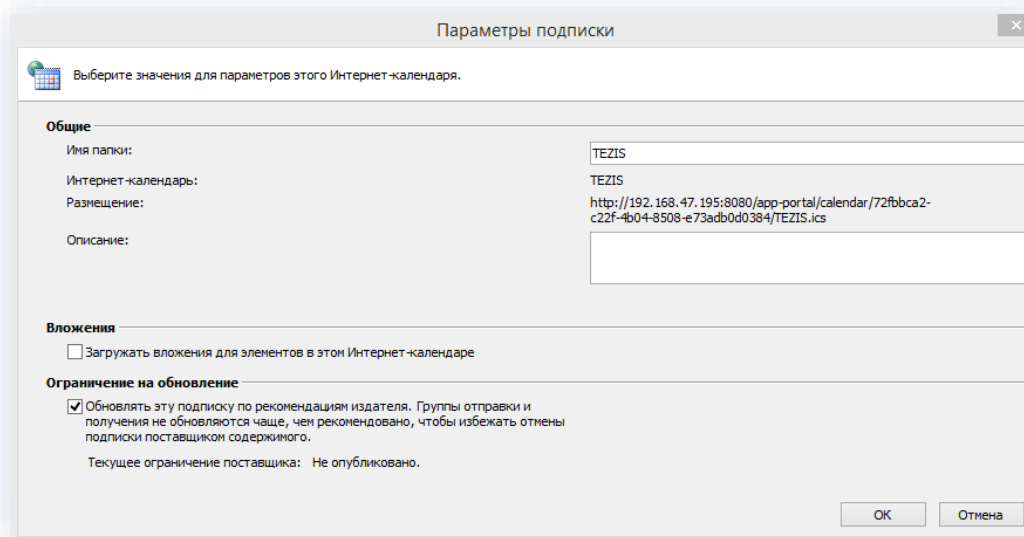 Параметры подписки
Выберите значения для параметров этого Интернет-календаря.
Общие
Имя папки:
TEZIS
Интернет-календарь:
TEZIS
Размещение:
http://192.168.47.195:8080/app-portal/calendar/72fbbca2-
c22f-4b04-8508-e73adb0d0384/TEZIS.ics
Описание:
Вложения
Загружать вложения для элементов в этом Интернет-календаре
Ограничение на обновление
Обновлять эту подписку по рекомендациям издателя. Группы отправки и
получения не обновляются чаще, чем рекомендовано, чтобы избежать отмены
подписки поставщиком содержимого.
Текущее ограничение поставщика: Не опубликовано.
ОК
Отмена